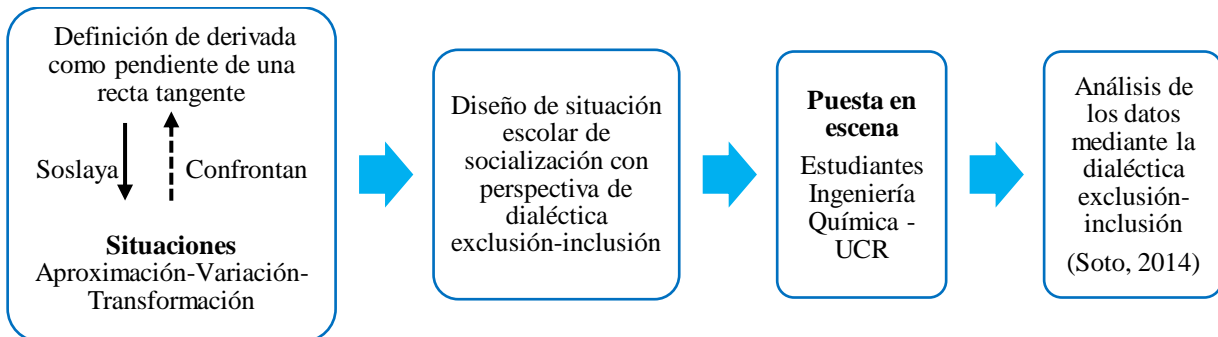 Definición de derivada
como pendiente de una
recta tangente
Soslaya
Confrontan
Situaciones
Aproximación-Variación-
Transformación
Diseño de situación
escolar de
socialización con
perspectiva de
dialéctica
exclusión-inclusión
Puesta en
escena
Estudiantes
Ingeniería
Química -
UCR
Análisis de
los datos
mediante la
dialéctica
exclusión-
inclusión
(Soto, 2014)